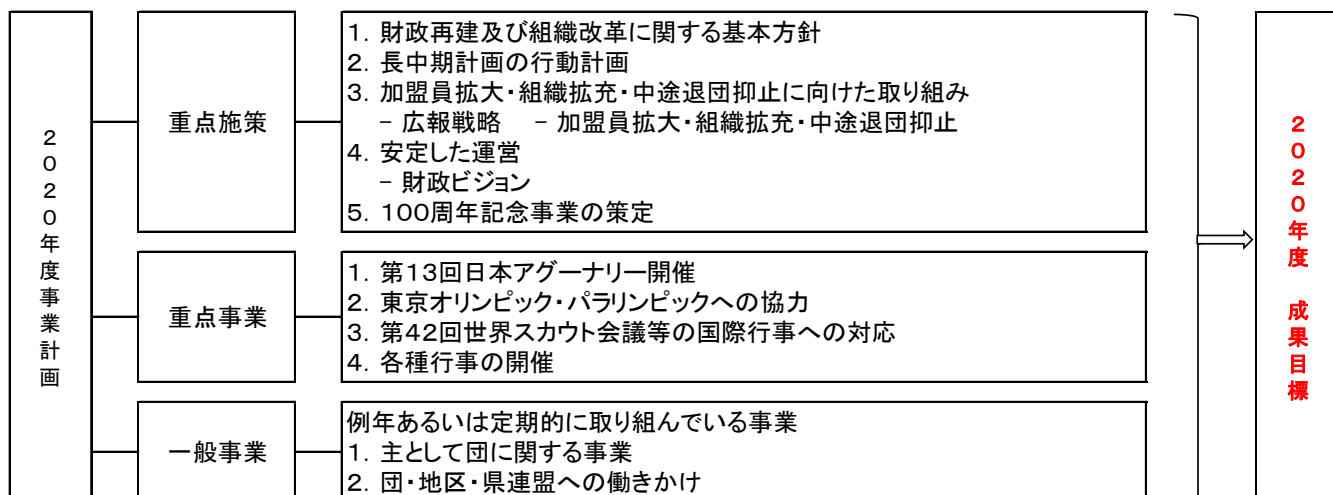 2020年度事業計画
重点施策
1. 財政再建及び組織改革に関する基本方針
2. 長中期計画の行動計画
3. 加盟員拡大・組織拡充・中途退団抑止に向けた取り組み
－ 広報戦略　－ 加盟員拡大・組織拡充・中途退団抑止
4. 安定した運営
－ 財政ビジョン
5. 100周年記念事業の策定
重点事業
1. 第13回日本アグーナリー開催
2. 東京オリンピック・パラリンピックへの協力
3. 第42回世界スカウト会議等の国際行事への対応
4. 各種行事の開催
一般事業
例年あるいは定期的に取り組んでいる事業
1. 主として団に関する事業
2. 団・地区・県連盟への働きかけ
2020年度　成果目標